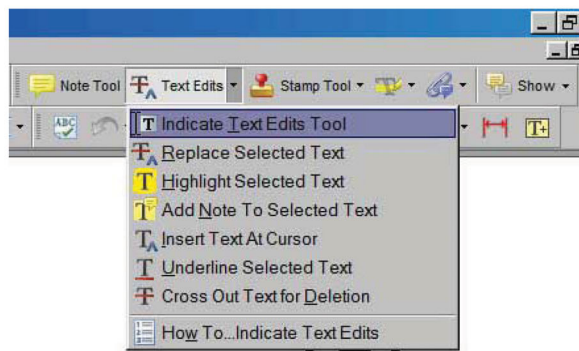 Note Tool Text Edits Stamp Tool Show
ABC T+
Indicate Text Edits Tool
Replace Selected Text
Highlight Selected Text
Add Note To Selected Text
Insert Text At Cursor
Underline Selected Text
Cross Out Text for Deletion
How To...Indicate Text Edits